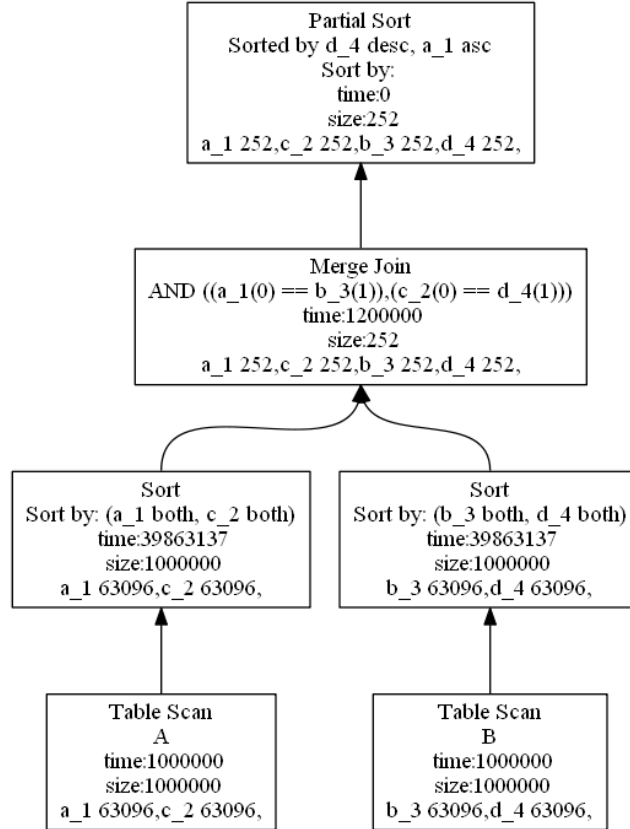 Partial Sort
Sorted by d_4 desc, a_1 asc
Sort by:
time:0
size:252
a_1 252,c_2 252,b_3 252,d_4 252,
Merge Join
AND ((a_1(0) == b_3(1)),(c_2(0) == d_4(1)))
time:1200000
size:252
a_1 252,c_2 252,b_3 252,d_4 252,
Sort
Sort by: (a_1 both, c_2 both)
time:39863137
size:1000000
a_1 63096,c_2 63096,
Sort
Sort by: (b_3 both, d_4 both)
time:39863137
size:1000000
b_3 63096,d_4 63096,
Table Scan
A
time:1000000
size:1000000
a_1 63096,c_2 63096,
Table Scan
B
time:1000000
size:1000000
b_3 63096,d_4 63096,